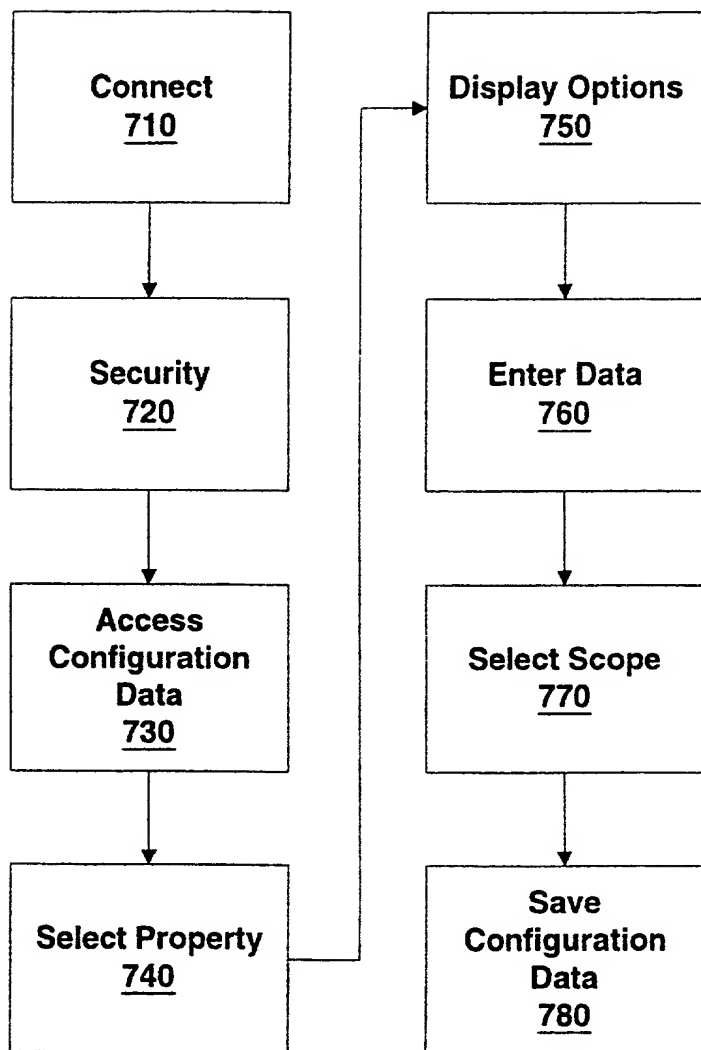 Connect
710
Security
720
Access
Configuration
Data
730
Select Property
740
Display Options
750
Enter Data
760
Select Scope
770
Save
Configuration
Data
780